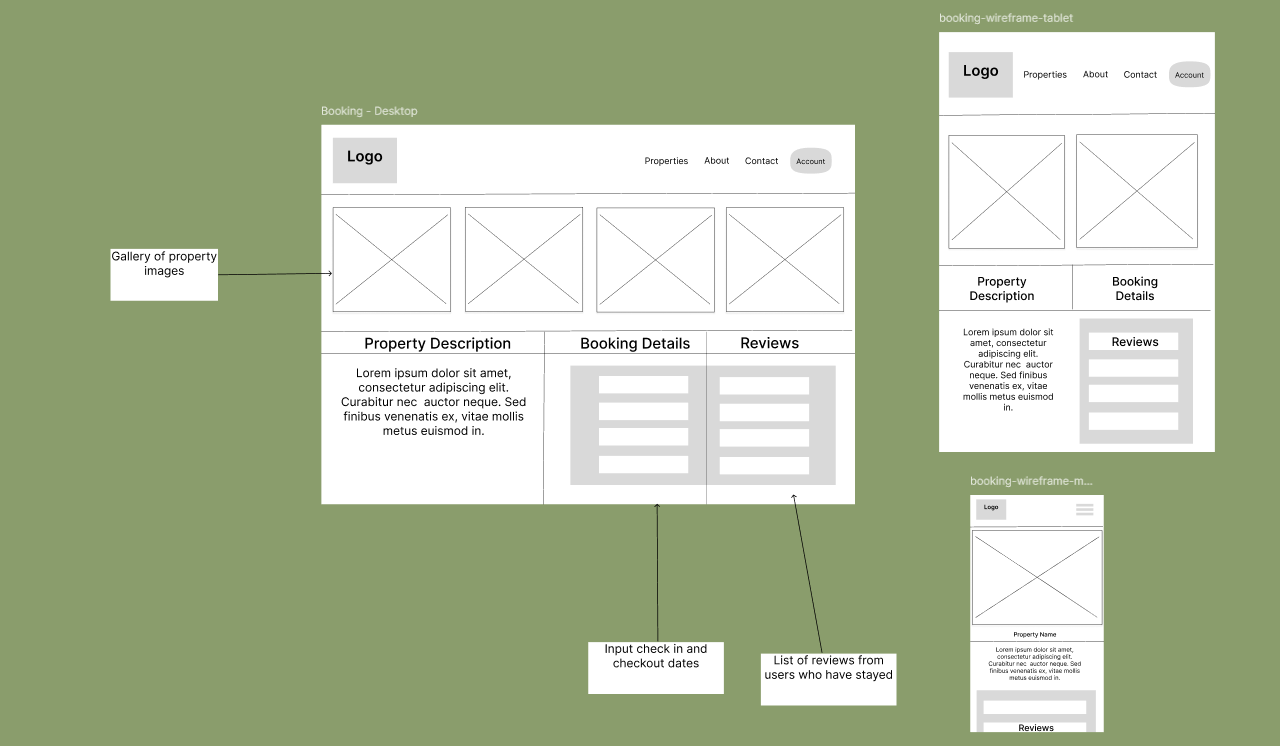 booking-wireframe-tablet
Logo
Properties About Contact Account
Property
Description
Booking
Details
Lorem ipsum dolor sit
amet, consectetur
adipiscing elit.
Curabitur nec auctor
neque. Sed finibus
venenatis ex, vitae
mollis metus euismod
in.
Reviews
Booking - Desktop
Logo
Properties About Contact Account
Gallery of property
images
Property Description
Booking Details
Reviews
Lorem ipsum dolor sit amet,
consectetur adipiscing elit.
Curabitur nec auctor neque. Sed
finibus venenatis ex, vitae mollis
metus euismod in.
Input check in and
checkout dates
List of reviews from
users who have stayed
booking-wireframe-m...
Logo
Property Name
Lorem ipsum dolor sit amet,
consectetur adipiscing elit.
Curabitur nec auctor neque. Sed
finibus venenatis ex, vitae mollis
metus euismod in.
Reviews